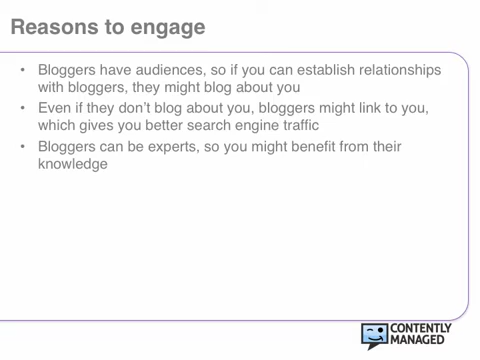 Reasons to engage
• Bloggers have audiences, so if you can establish relationships
with bloggers, they might blog about you
• Even if they don’t blog about you, bloggers might link to you,
which gives you better search engine traffic
• Bloggers can be experts, so you might benefit from their
knowledge
CONTENTLY
MANAGED